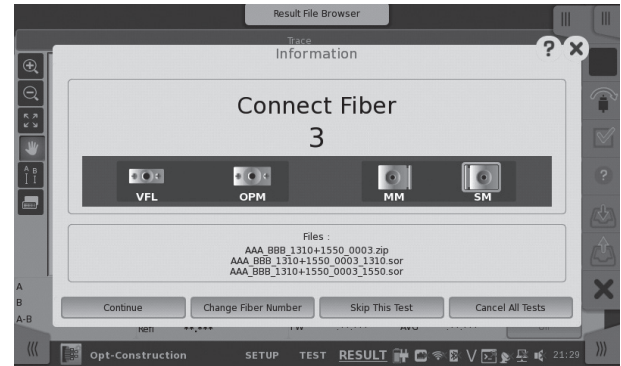 Result File Browser
Trace
Information
? X
Connect Fiber
3
VFL OPM MM SM
Files :
AAA_BBB_1310+1550_0003.zip
AAA_BBB_1310+1550_0003_1310.sor
AAA_BBB_1310+1550_0003_1550.sor
A B
?
A
B
A-B
Continue Change Fiber Number Skip This Test Cancel All Tests
Refl **.*** AVG
Opt-Construction SETUP TEST RESULT 21:29